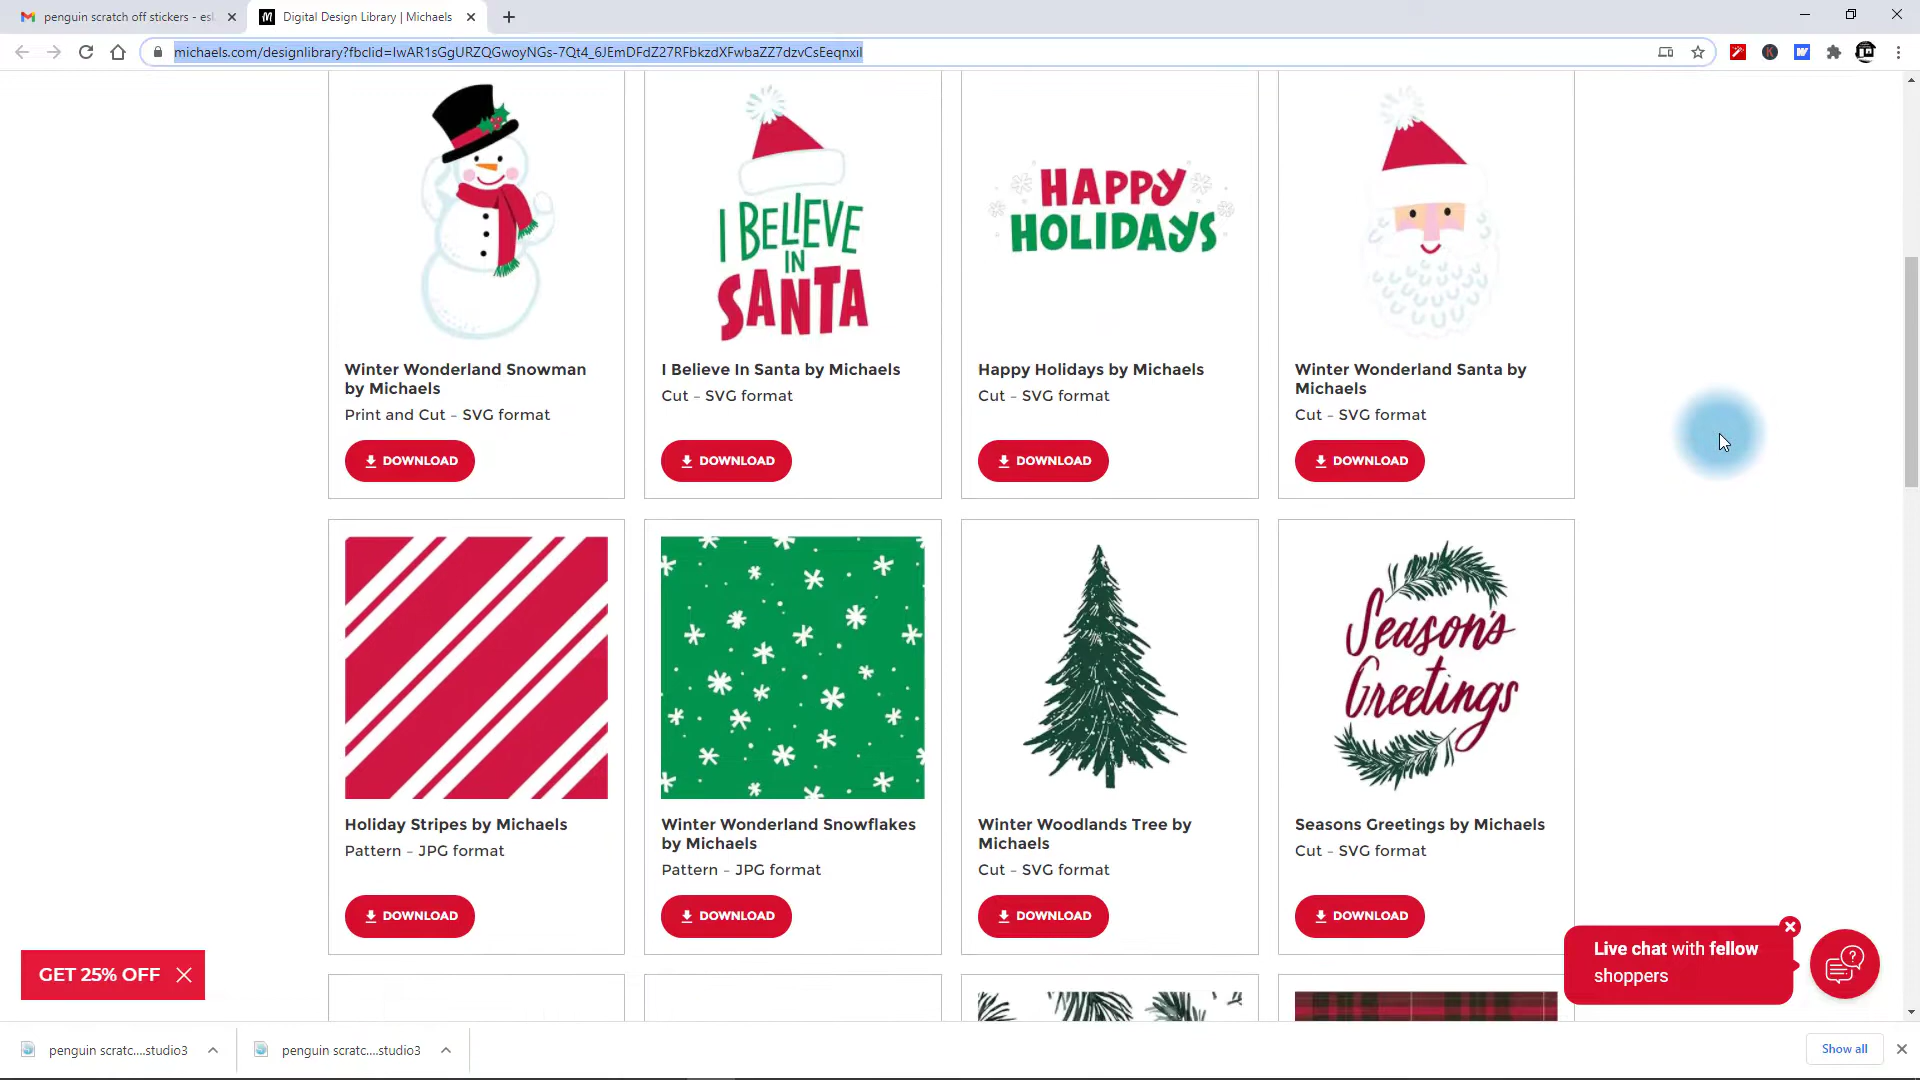 penguin scratch off stickers - esl
Digital Design Library | Michaels
michaels.com/designlibrary?fbclid=IwAR1sGgURZQGwoyNGs-7Qt4_6JEmDFdZ27RFbkzdXFwbaZZ7dzvCsEeqnxiI
I BELIEVE
IN
SANTA
HAPPY
HOLIDAYS
Winter Wonderland Snowman
by Michaels
Print and Cut - SVG format
DOWNLOAD
I Believe In Santa by Michaels
Cut - SVG format
DOWNLOAD
Happy Holidays by Michaels
Cut - SVG format
DOWNLOAD
Winter Wonderland Santa by
Michaels
Cut - SVG format
DOWNLOAD
Season's
Greetings
Holiday Stripes by Michaels
Pattern - JPG format
DOWNLOAD
Winter Wonderland Snowflakes
by Michaels
Pattern - JPG format
DOWNLOAD
Winter Woodlands Tree by
Michaels
Cut - SVG format
DOWNLOAD
Seasons Greetings by Michaels
Cut - SVG format
DOWNLOAD
GET 25% OFF
Live chat with fellow
shoppers
penguin scratc....studio3
penguin scratc....studio3
Show all